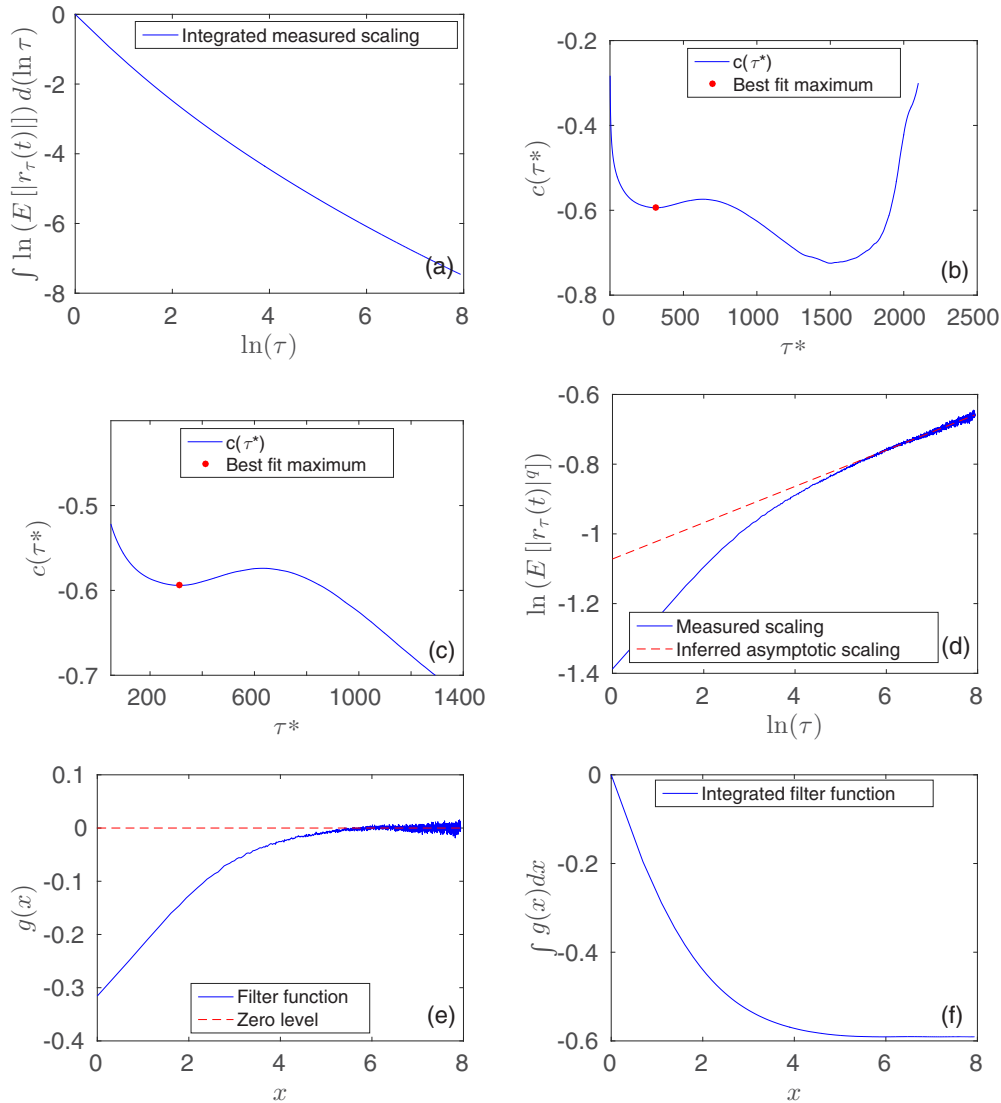 0
-2
-4
-6
-8
∫ ln (E [|r_τ(t)|]) d(ln τ)
Integrated measured scaling
(a)
0 2 4 6 8
ln(τ)
-0.2
-0.4
-0.6
-0.8
c(τ*)
c(τ*)
Best fit maximum
(b)
0 500 1000 1500 2000 2500
τ*
-0.5
-0.6
-0.7
c(τ*)
c(τ*)
Best fit maximum
(c)
200 600 1000 1400
τ*
-0.4
-0.6
-0.8
-1
-1.2
-1.4
ln (E [|r_τ(t)|^q])
Measured scaling
Inferred asymptotic scaling
(d)
0 2 4 6 8
ln(τ)
0.1
0
-0.1
-0.2
-0.3
-0.4
g(x)
Filter function
Zero level
(e)
0 2 4 6 8
x
0
-0.2
-0.4
-0.6
∫ g(x)dx
Integrated filter function
(f)
0 2 4 6 8
x